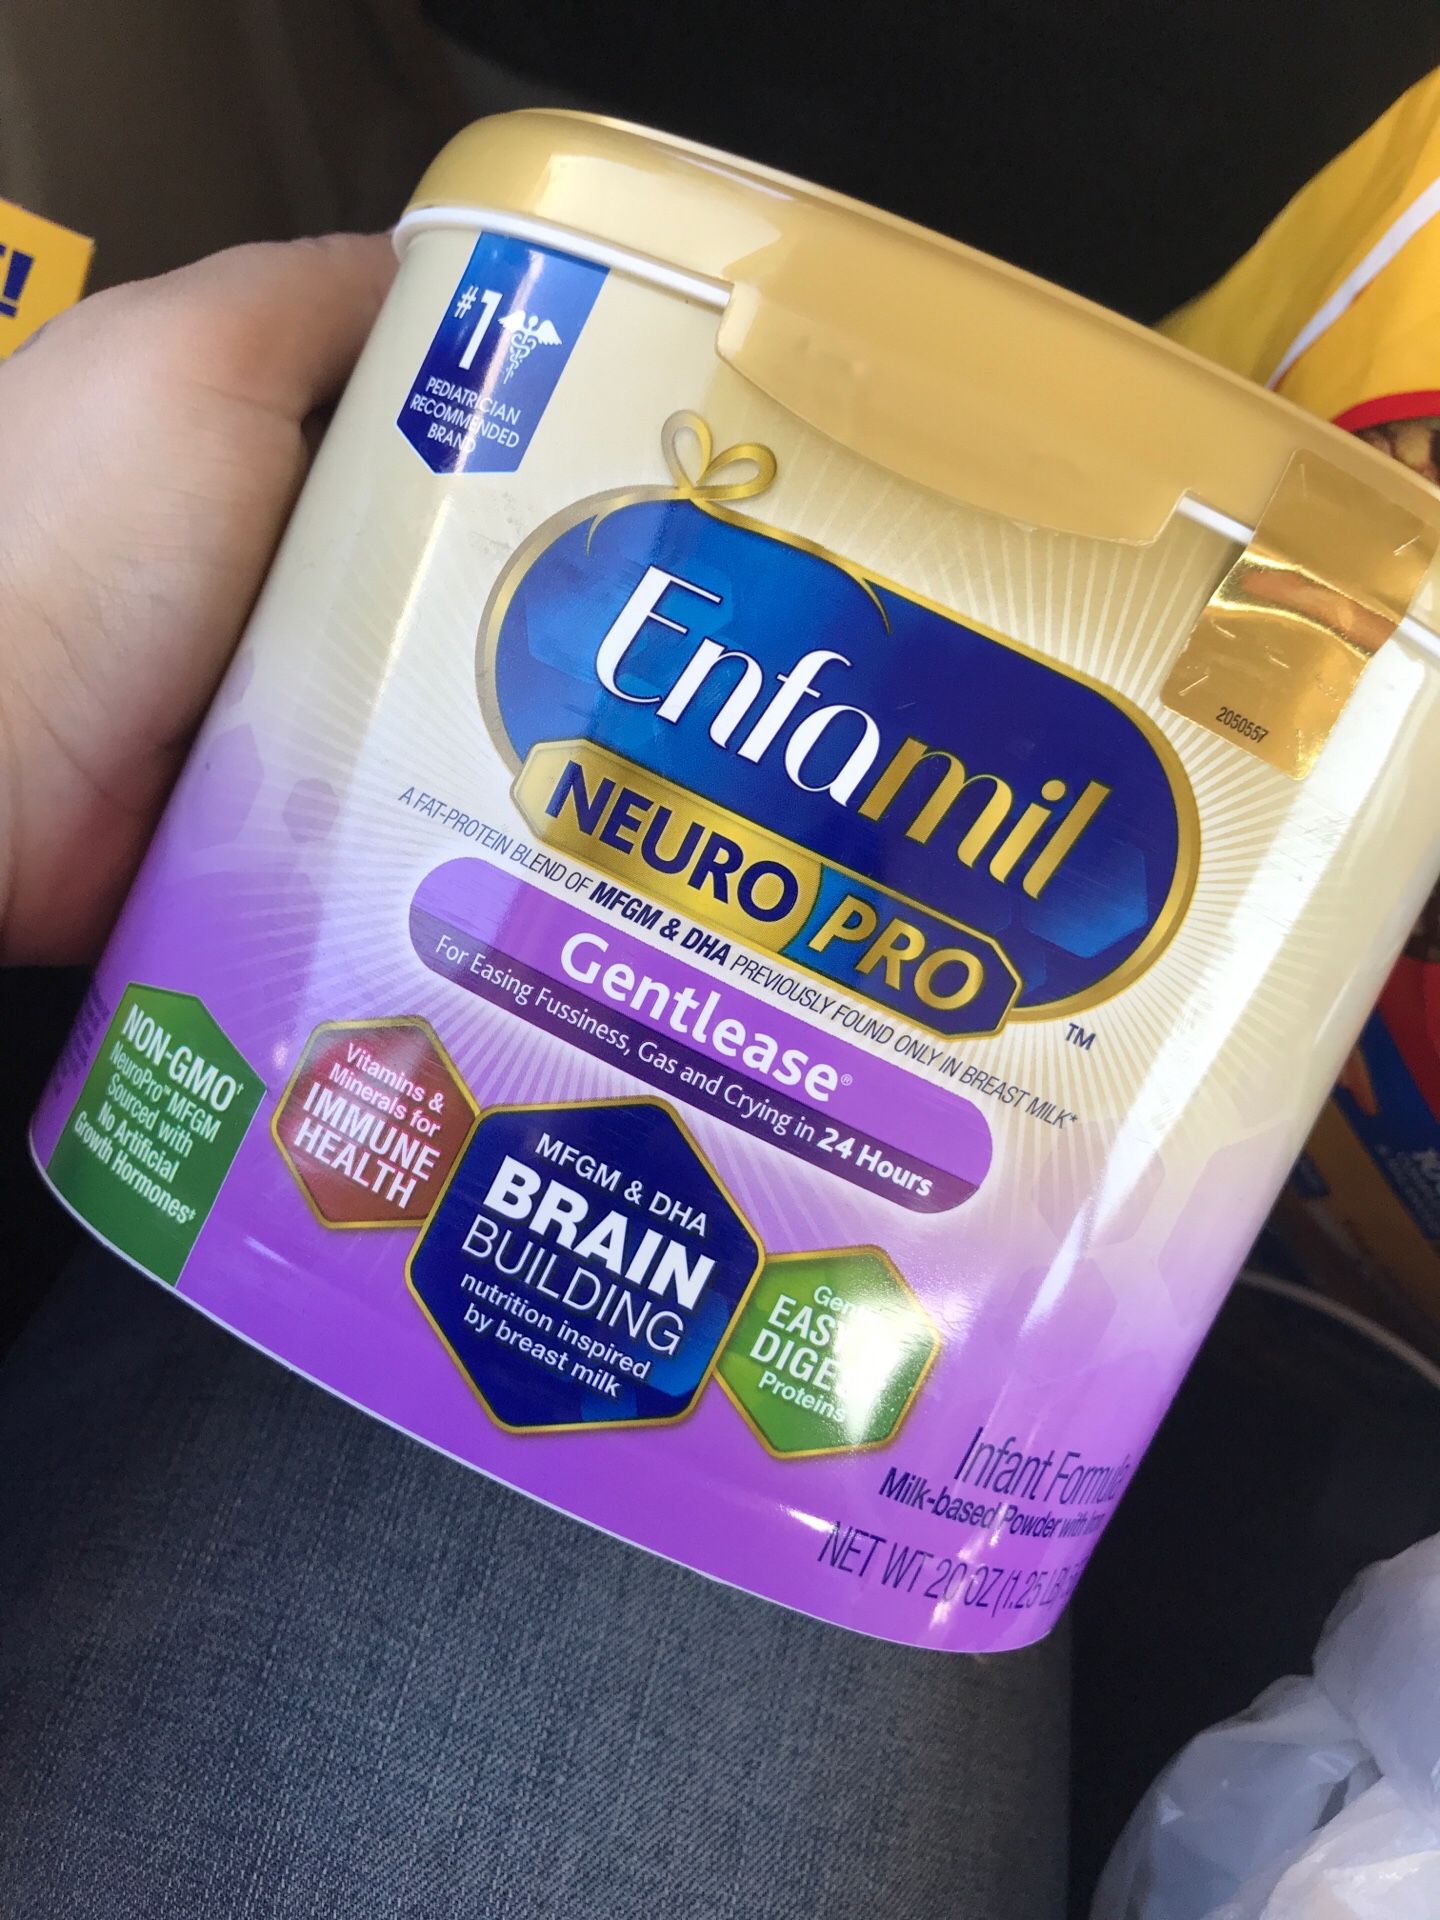 !
#1
PEDIATRICIAN
RECOMMENDED
BRAND
2050557
Enfamil
NEURO PRO
™
A FAT-PROTEIN BLEND OF MFGM & DHA PREVIOUSLY FOUND ONLY IN BREAST MILK*
Gentlease®
For Easing Fussiness, Gas and Crying in 24 Hours
NON-GMO†
NeuroPro™ MFGM
Sourced with
No Artificial
Growth Hormones‡
Vitamins &
Minerals for
IMMUNE
HEALTH
MFGM & DHA
BRAIN
BUILDING
nutrition inspired
by breast milk
Proteins
Infant Formula
Milk-based Powder with
NET WT 20 OZ (1.25 LB)